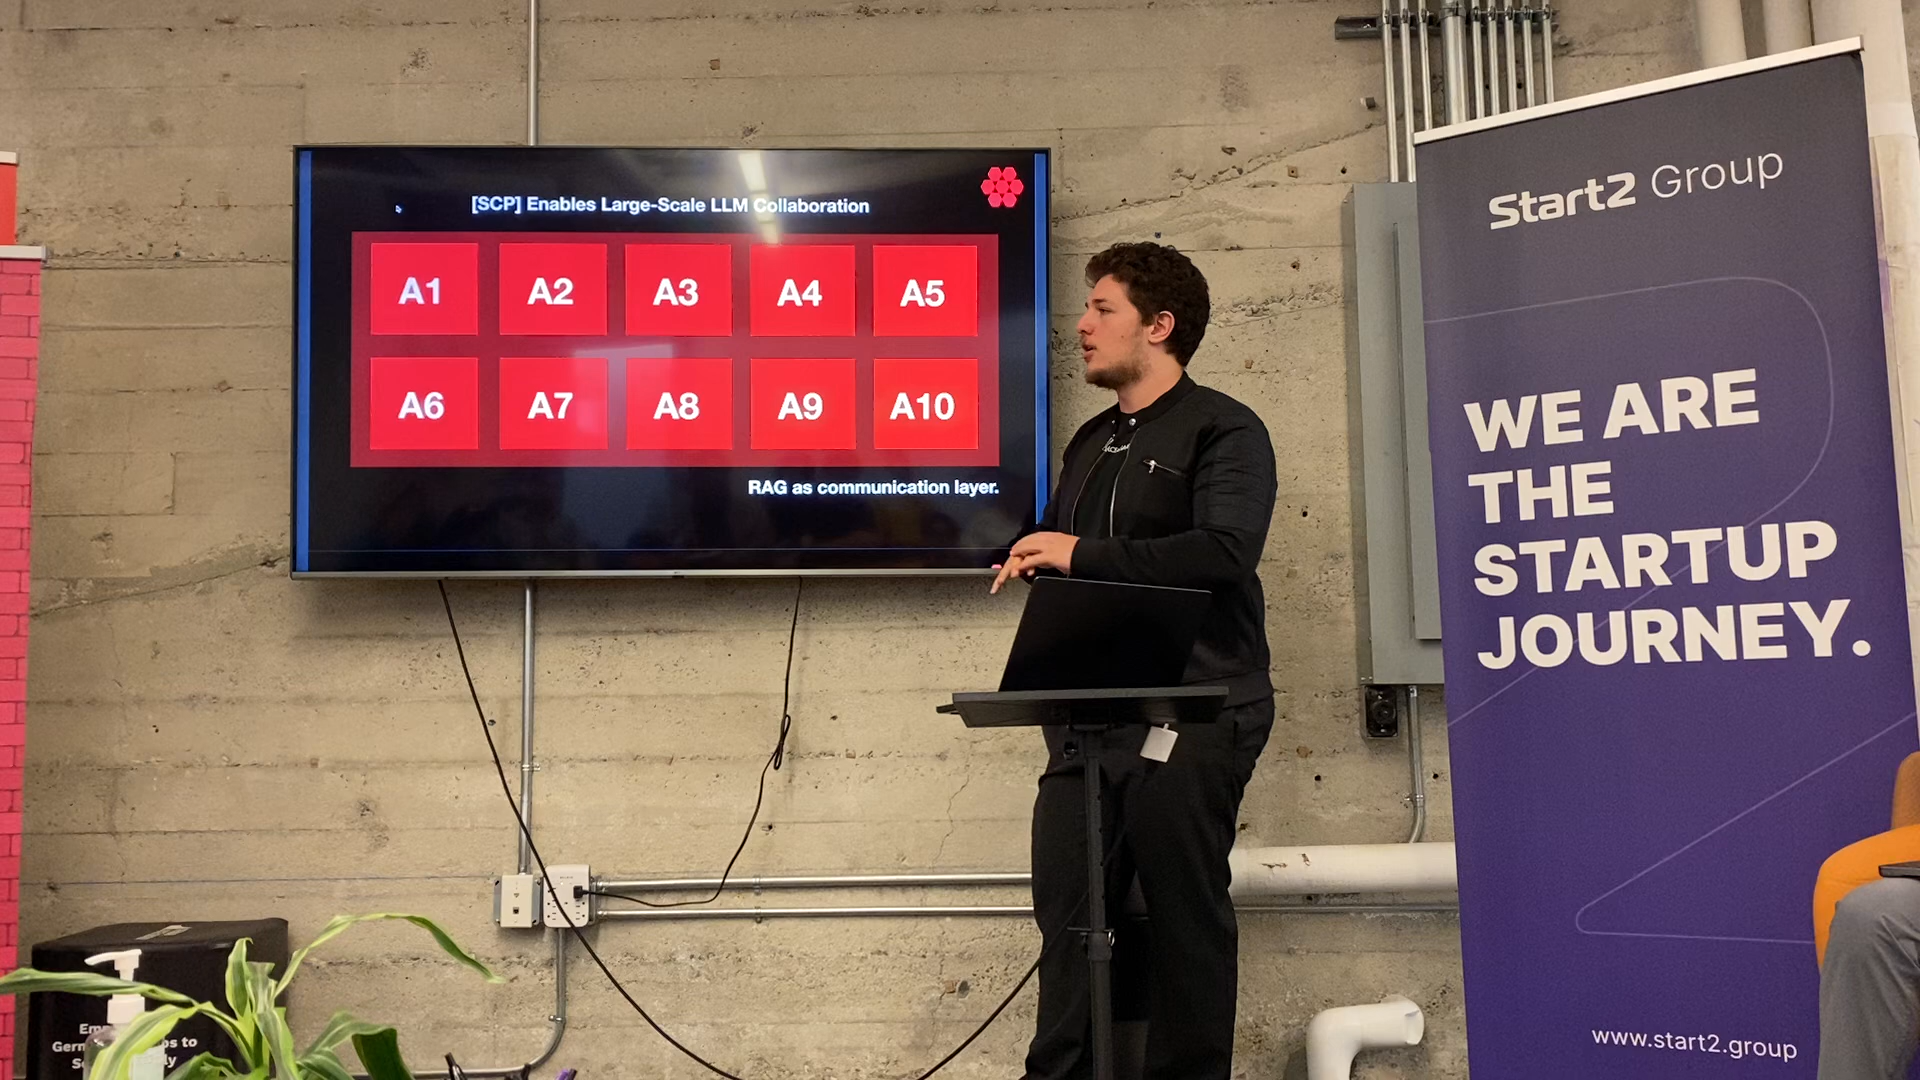 [SCP] Enables Large-Scale LLM Collaboration
A1 A2 A3 A4 A5
A6 A7 A8 A9 A10
RAG as communication layer.
Start2 Group
WE ARE
THE
STARTUP
JOURNEY.
www.start2.group